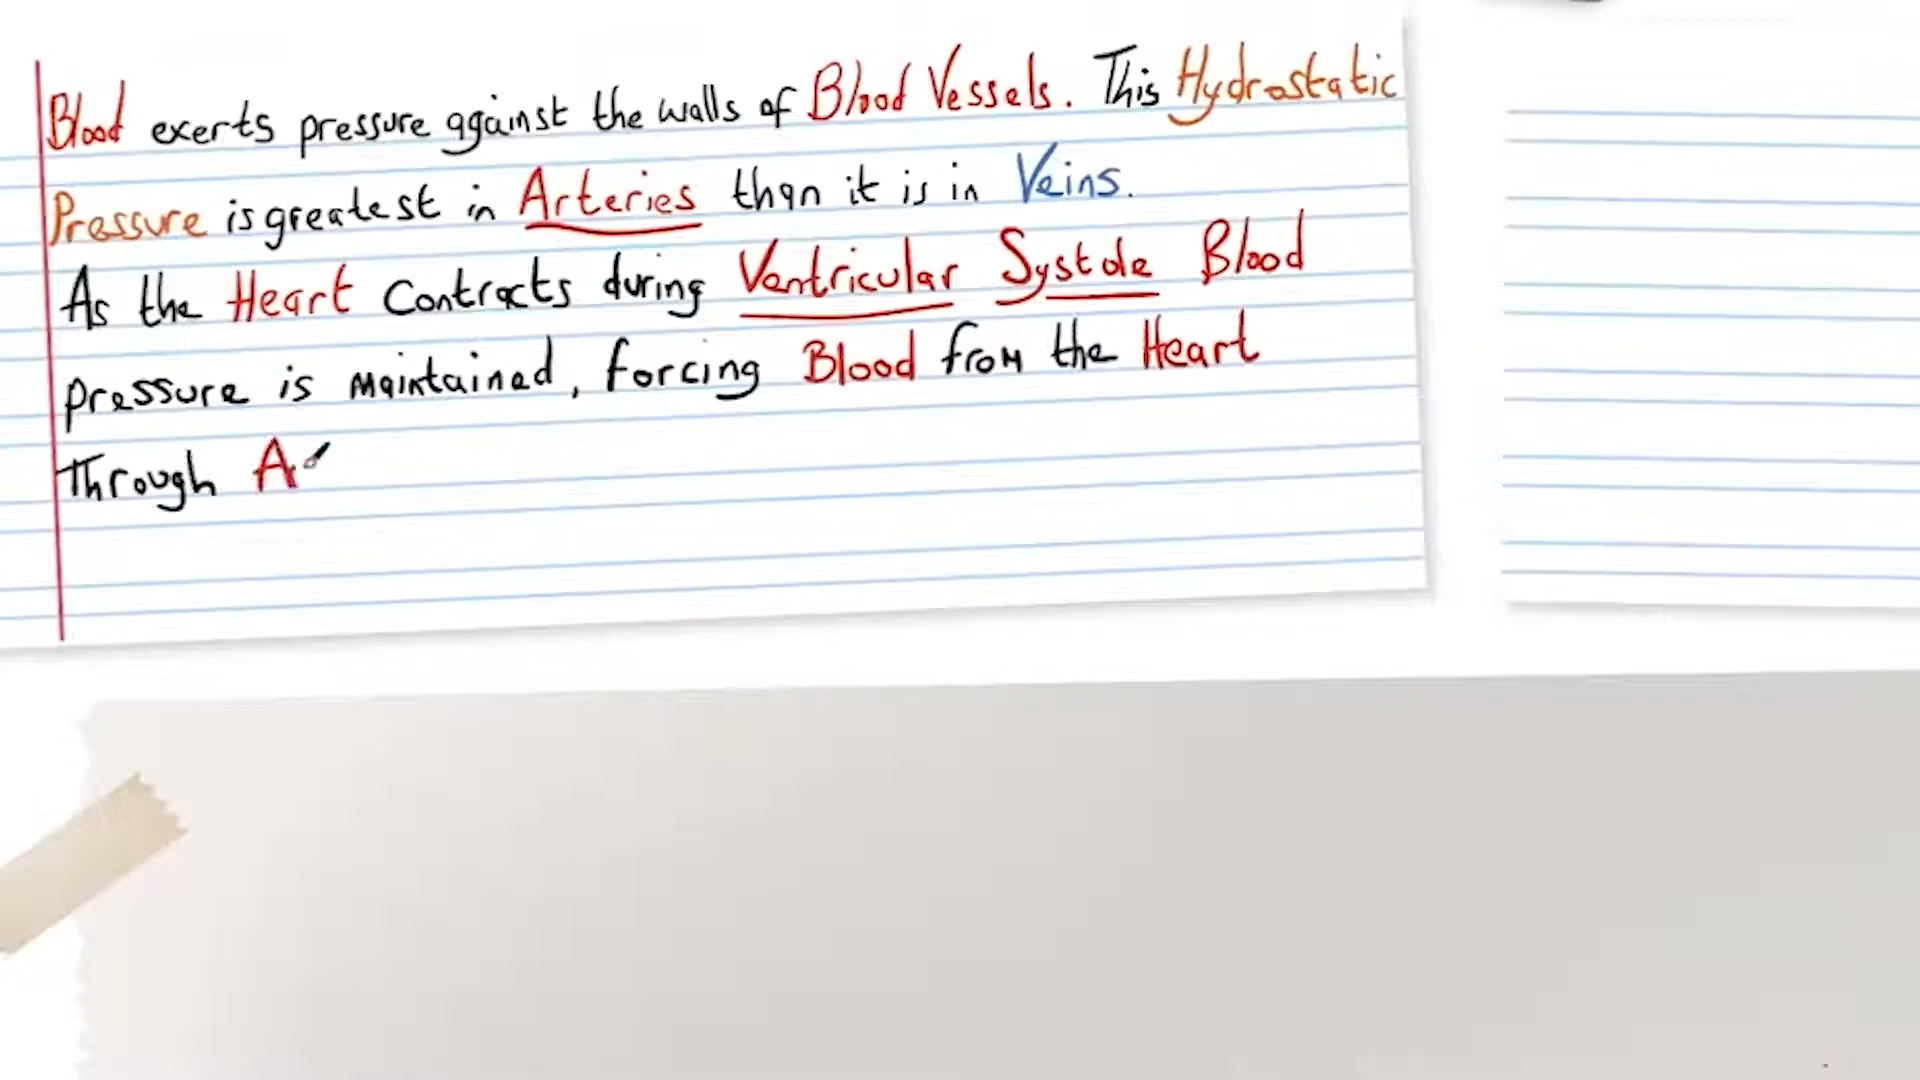 Blood exerts pressure against the walls of Blood Vessels. This Hydrostatic
Pressure is greatest in Arteries than it is in Veins.
As the Heart Contracts during Ventricular Systole Blood
pressure is maintained, forcing Blood from the Heart
Through A